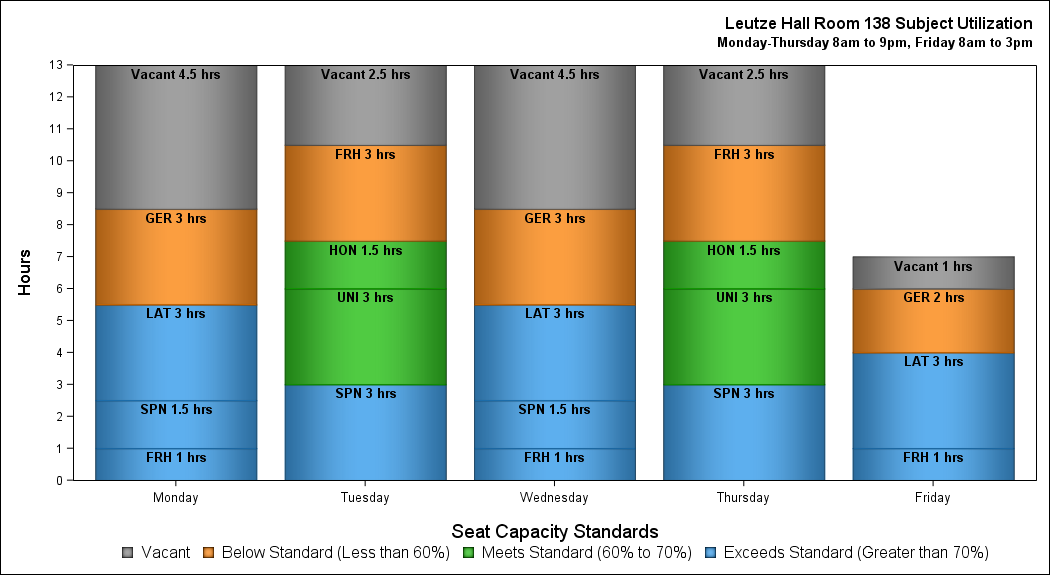 Leutze Hall Room 138 Subject Utilization
Monday-Thursday 8am to 9pm, Friday 8am to 3pm
Hours
13
12
11
10
9
8
7
6
5
4
3
2
1
0
Vacant 4.5 hrs
GER 3 hrs
LAT 3 hrs
SPN 1.5 hrs
FRH 1 hrs
Vacant 2.5 hrs
FRH 3 hrs
HON 1.5 hrs
UNI 3 hrs
SPN 3 hrs
Vacant 4.5 hrs
GER 3 hrs
LAT 3 hrs
SPN 1.5 hrs
FRH 1 hrs
Vacant 2.5 hrs
FRH 3 hrs
HON 1.5 hrs
UNI 3 hrs
SPN 3 hrs
Vacant 1 hrs
GER 2 hrs
LAT 3 hrs
FRH 1 hrs
Monday Tuesday Wednesday Thursday Friday
Seat Capacity Standards
Vacant Below Standard (Less than 60%) Meets Standard (60% to 70%) Exceeds Standard (Greater than 70%)